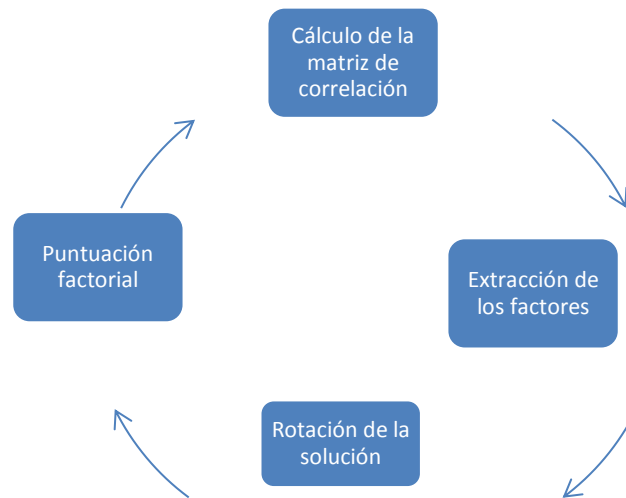 Cálculo de la
matriz de
correlación
Extracción de
los factores
Rotación de la
solución
Puntuación
factorial